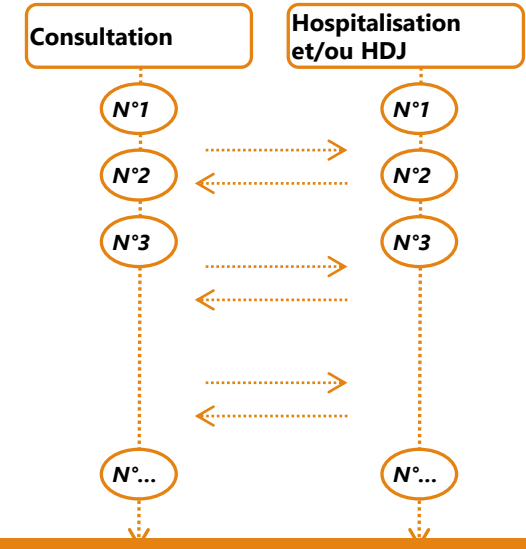 Consultation
Hospitalisation
et/ou HDJ
N°1
N°1
N°2
N°2
N°3
N°3
N°...
N°...